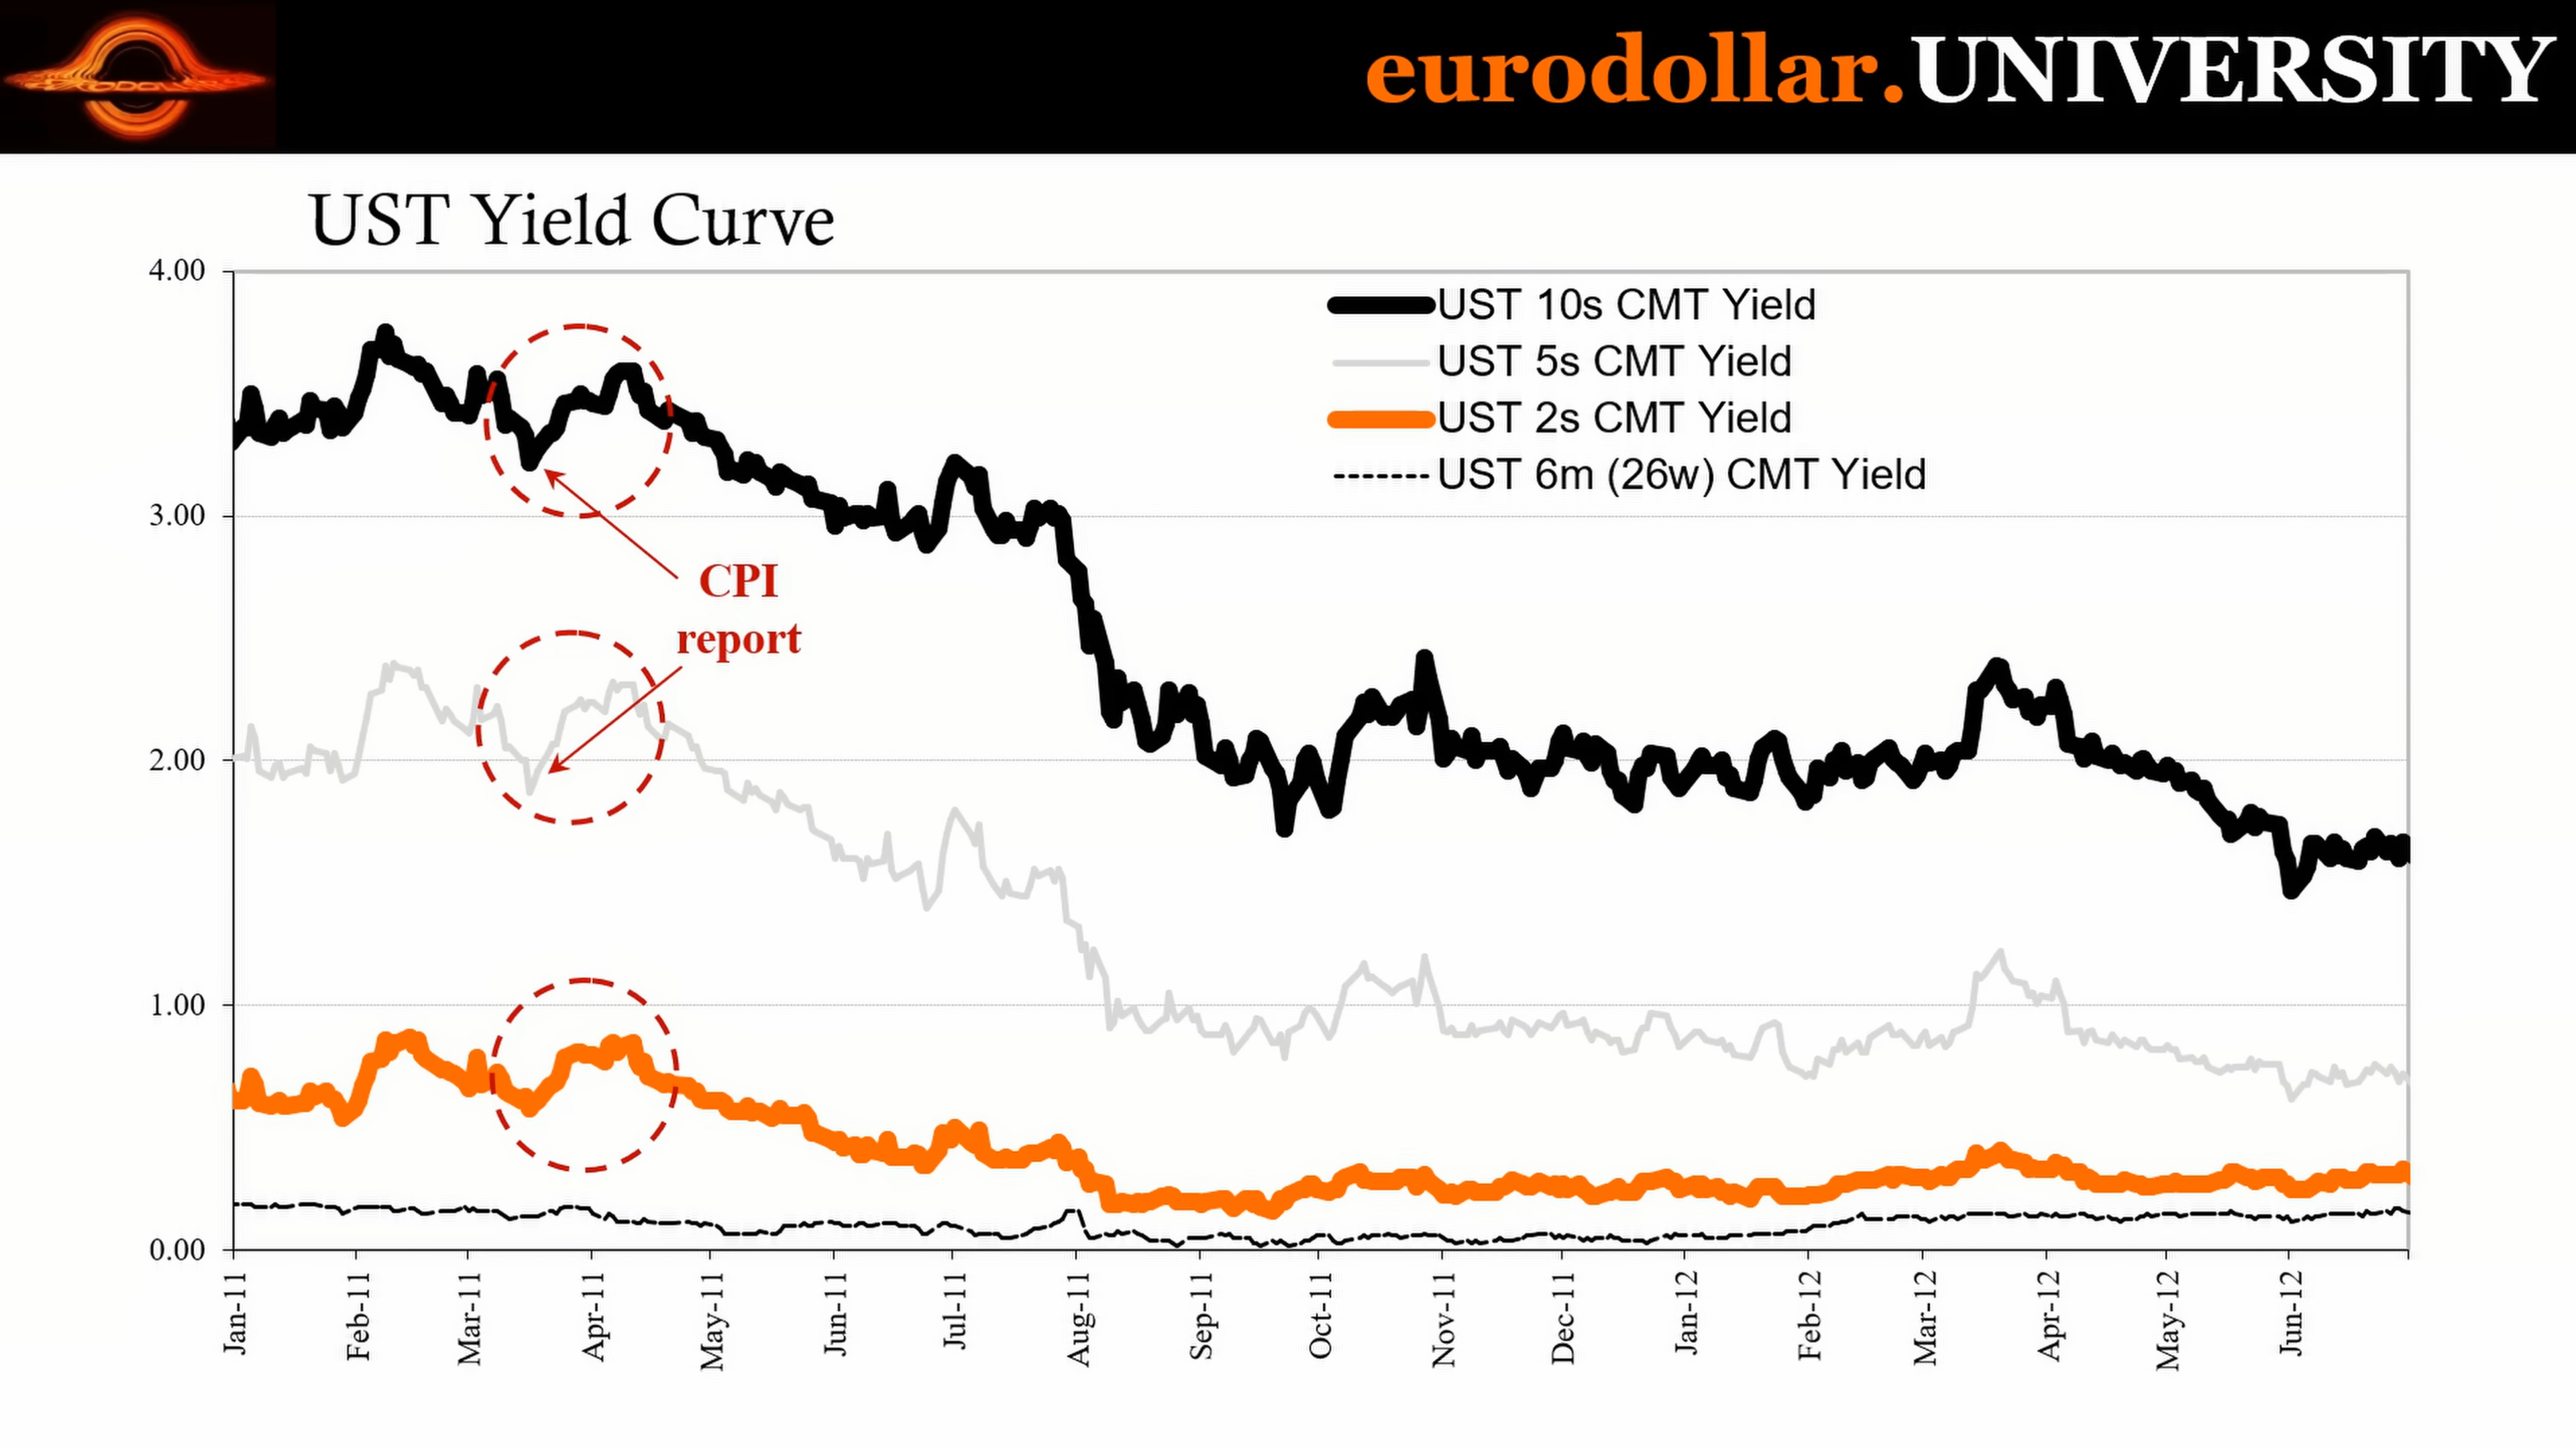 eurodollar.UNIVERSITY
UST Yield Curve
4.00
3.00
2.00
1.00
0.00
UST 10s CMT Yield
UST 5s CMT Yield
UST 2s CMT Yield
UST 6m (26w) CMT Yield
CPI
report
Jan-11
Feb-11
Mar-11
Apr-11
May-11
Jun-11
Jul-11
Aug-11
Sep-11
Oct-11
Nov-11
Dec-11
Jan-12
Feb-12
Mar-12
Apr-12
May-12
Jun-12